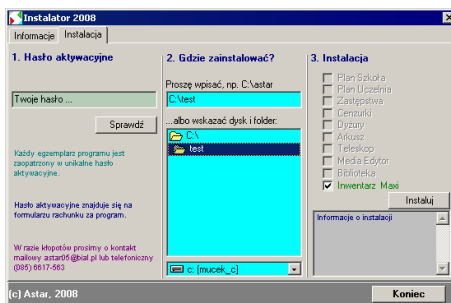 Instalator 2008
Informacje Instalacja
1. Hasło aktywacyjne
Twoje hasło ...
Sprawdź
Każdy egzemplarz programu jest
zaopatrzony w unikalne hasło
aktywacyjne.
Hasło aktywacyjne znajduje się na
formularzu rachunku za program.
W razie kłopotów prosimy o kontakt
mailowy astar05@bial.pl lub telefoniczny
(085) 6617-563
2. Gdzie zainstalować?
Proszę wpisać, np. C:\astar
C:\test
...albo wskazać dysk i folder:
C:\
test
c: [mucek_c]
3. Instalacja
Plan Szkoła
Plan Uczelnia
Zastępstwa
Cenzurki
Dyżury
Arkusz
Teleskop
Media Edytor
Biblioteka
Inwentarz Maxi
Instaluj
Informacje o instalacji
(c) Astar, 2008
Koniec